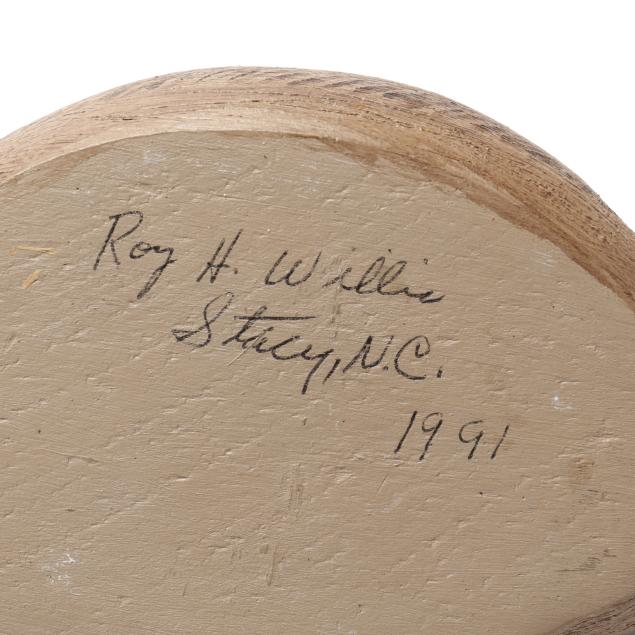 Roy H. Willis
Stacy, N.C.
1991